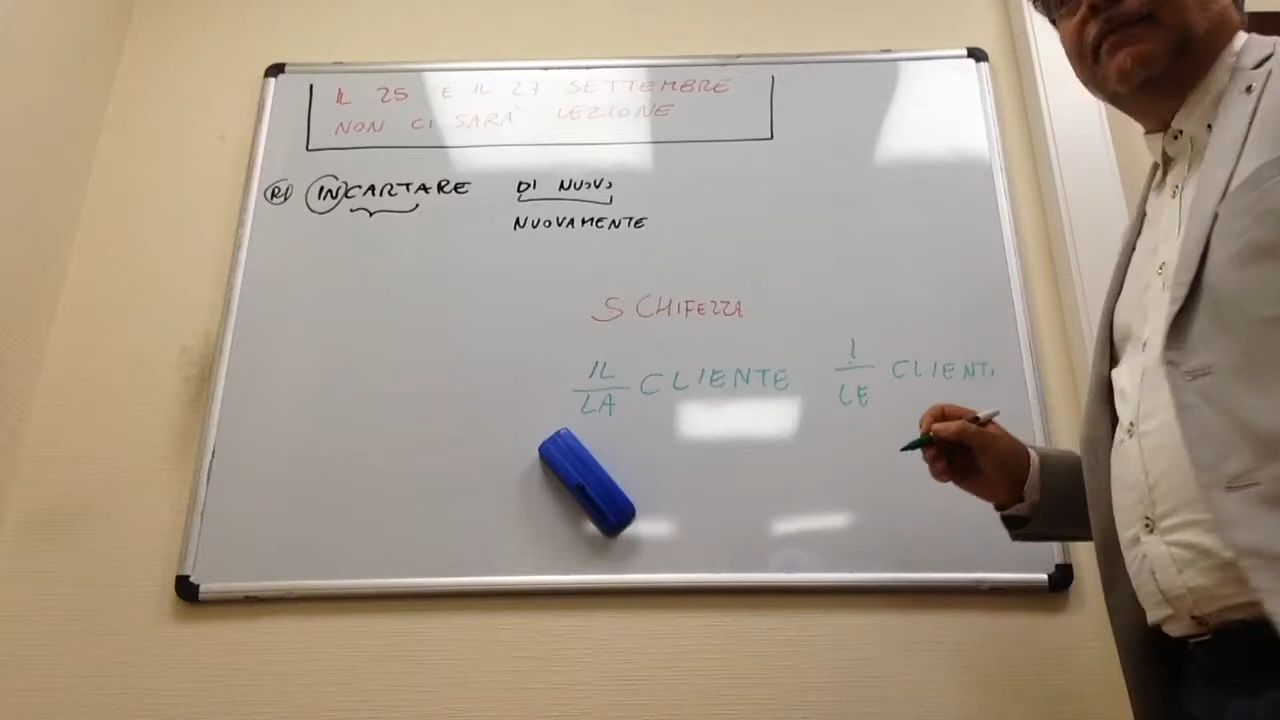 IL 25 E IL 27 SETTEMBRE
NON CI SARÀ LEZIONE
RI INCARTARE DI NUOVO
NUOVAMENTE
SCHIFEZZA
IL
LA CLIENTE
I
LE CLIENTI